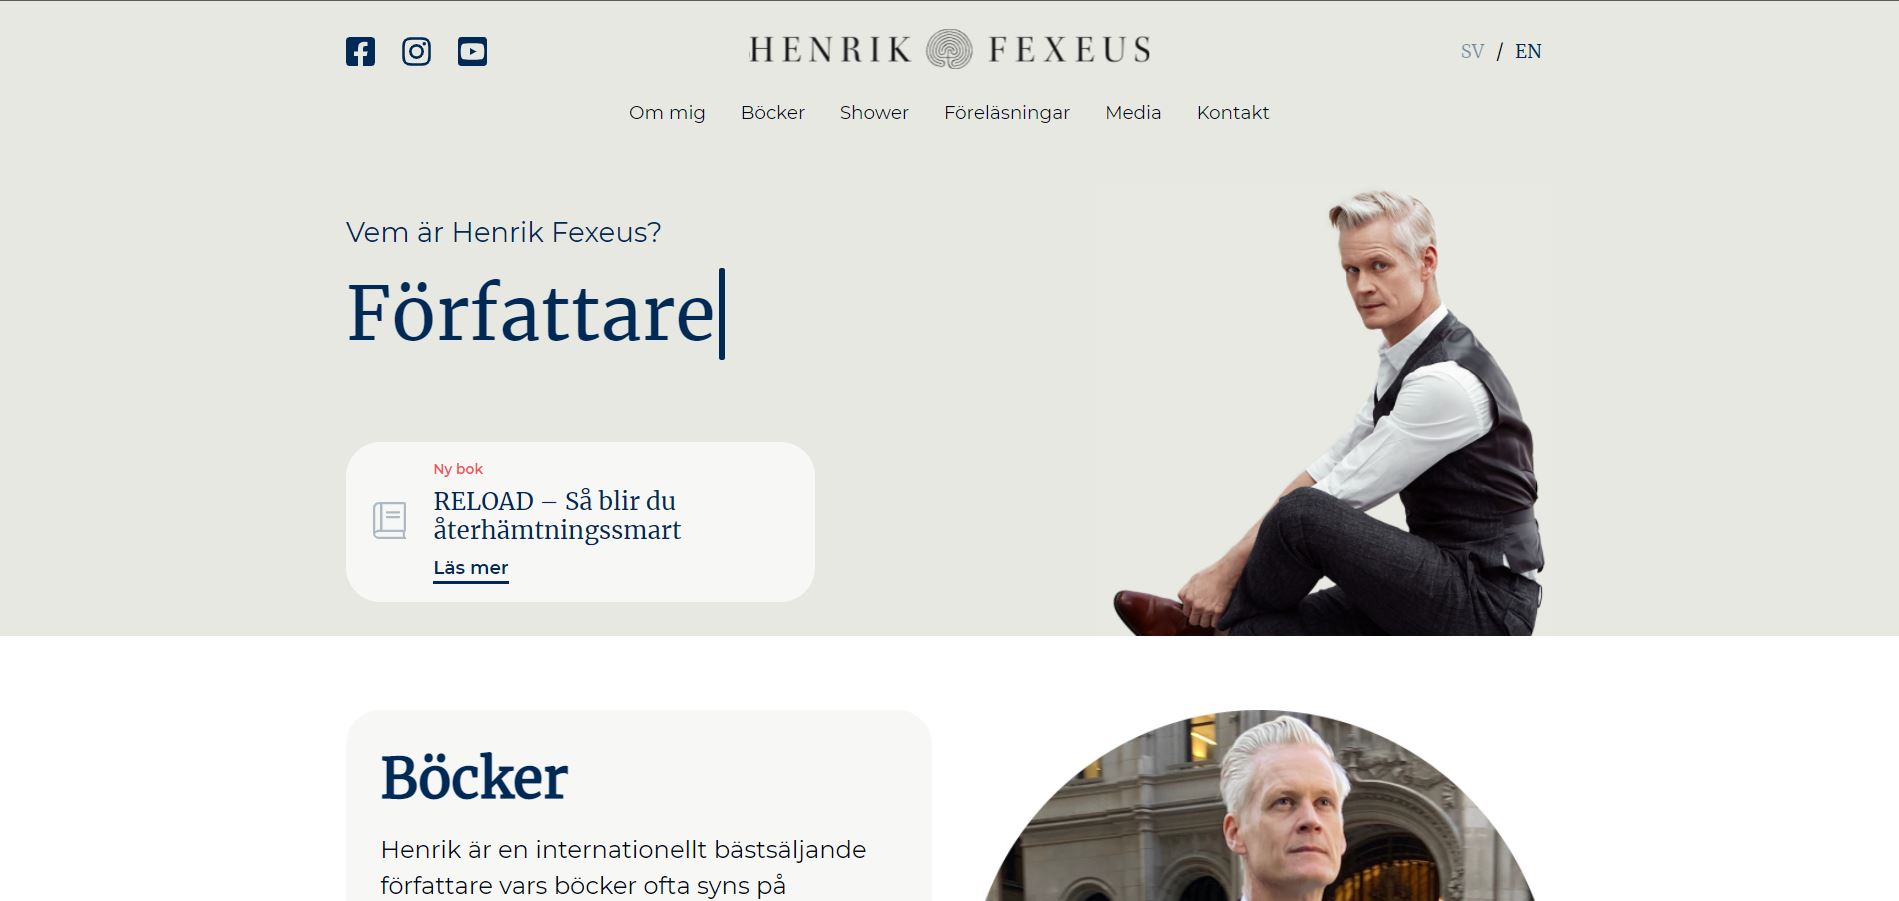 HENRIK FEXEUS
SV / EN
Om mig Böcker Shower Föreläsningar Media Kontakt
Vem är Henrik Fexeus?
Författare
Ny bok
RELOAD – Så blir du
återhämtningssmart
Läs mer
Böcker
Henrik är en internationellt bästsäljande
författare vars böcker ofta syns på